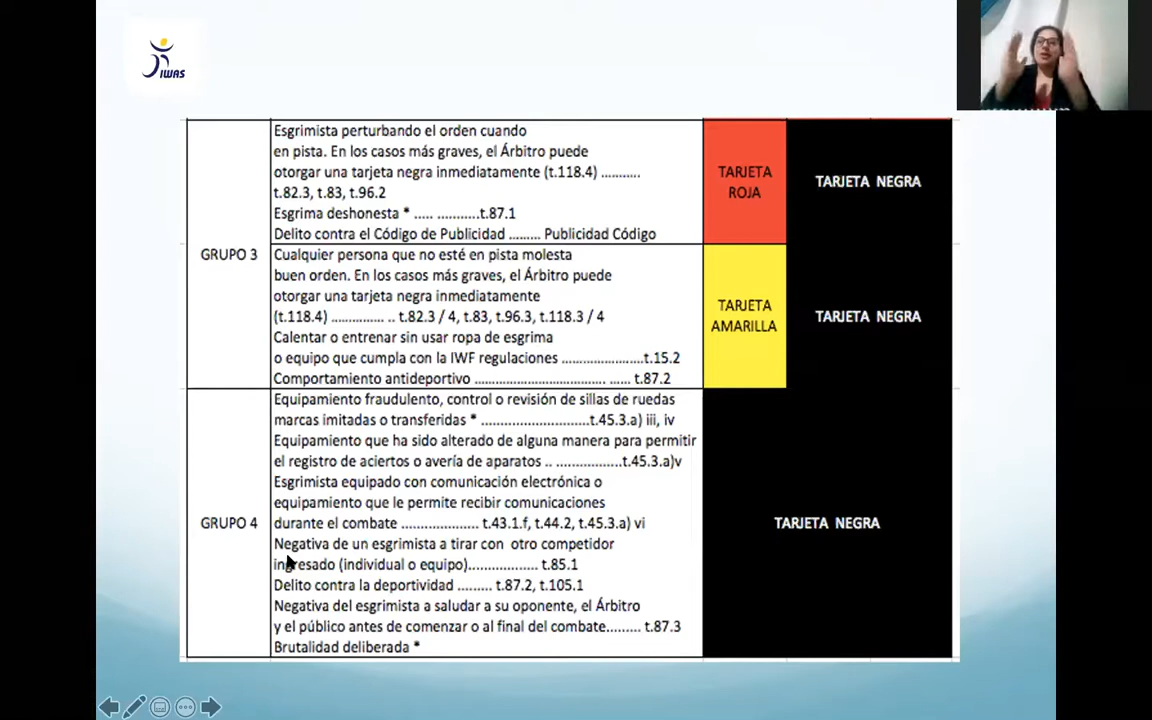 IWAS
Esgrimista perturbando el orden cuando
en pista. En los casos más graves, el Árbitro puede
otorgar una tarjeta negra inmediatamente (t.118.4) ...........
t.82.3, t.83, t.96.2
Esgrima deshonesta * ..... ...........t.87.1
Delito contra el Código de Publicidad ......... Publicidad Código
TARJETA
ROJA
TARJETA NEGRA
GRUPO 3
Cualquier persona que no esté en pista molesta
buen orden. En los casos más graves, el Árbitro puede
otorgar una tarjeta negra inmediatamente
(t.118.4) ............... .. t.82.3 / 4, t.83, t.96.3, t.118.3 / 4
Calentar o entrenar sin usar ropa de esgrima
o equipo que cumpla con la IWF regulaciones .......................t.15.2
Comportamiento antideportivo ..................................... ...... t.87.2
TARJETA
AMARILLA
TARJETA NEGRA
GRUPO 4
Equipamiento fraudulento, control o revisión de sillas de ruedas
marcas imitadas o transferidas * ..............................t.45.3.a) iii, iv
Equipamiento que ha sido alterado de alguna manera para permitir
el registro de aciertos o avería de aparatos .. ..................t.45.3.a)v
Esgrimista equipado con comunicación electrónica o
equipamiento que le permite recibir comunicaciones
durante el combate ..................... t.43.1.f, t.44.2, t.45.3.a) vi
Negativa de un esgrimista a tirar con otro competidor
ingresado (individual o equipo)................... t.85.1
Delito contra la deportividad ......... t.87.2, t.105.1
Negativa del esgrimista a saludar a su oponente, el Árbitro
y el público antes de comenzar o al final del combate......... t.87.3
Brutalidad deliberada *
TARJETA NEGRA